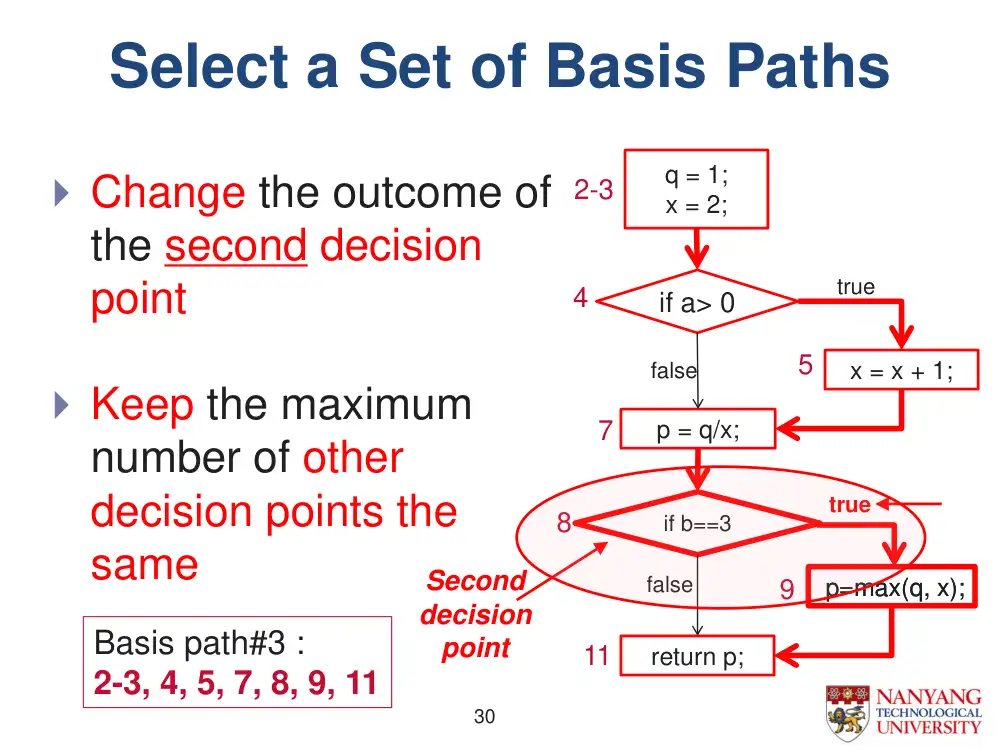 Select a Set of Basis Paths
Change the outcome of
the second decision
point
Keep the maximum
number of other
decision points the
same
Basis path#3 :
2-3, 4, 5, 7, 8, 9, 11
2-3
q = 1;
x = 2;
4
if a> 0
true
false
5
x = x + 1;
7
p = q/x;
8
if b==3
true
Second
decision
point
false
9
p=max(q, x);
11
return p;
30
NANYANG
TECHNOLOGICAL
UNIVERSITY